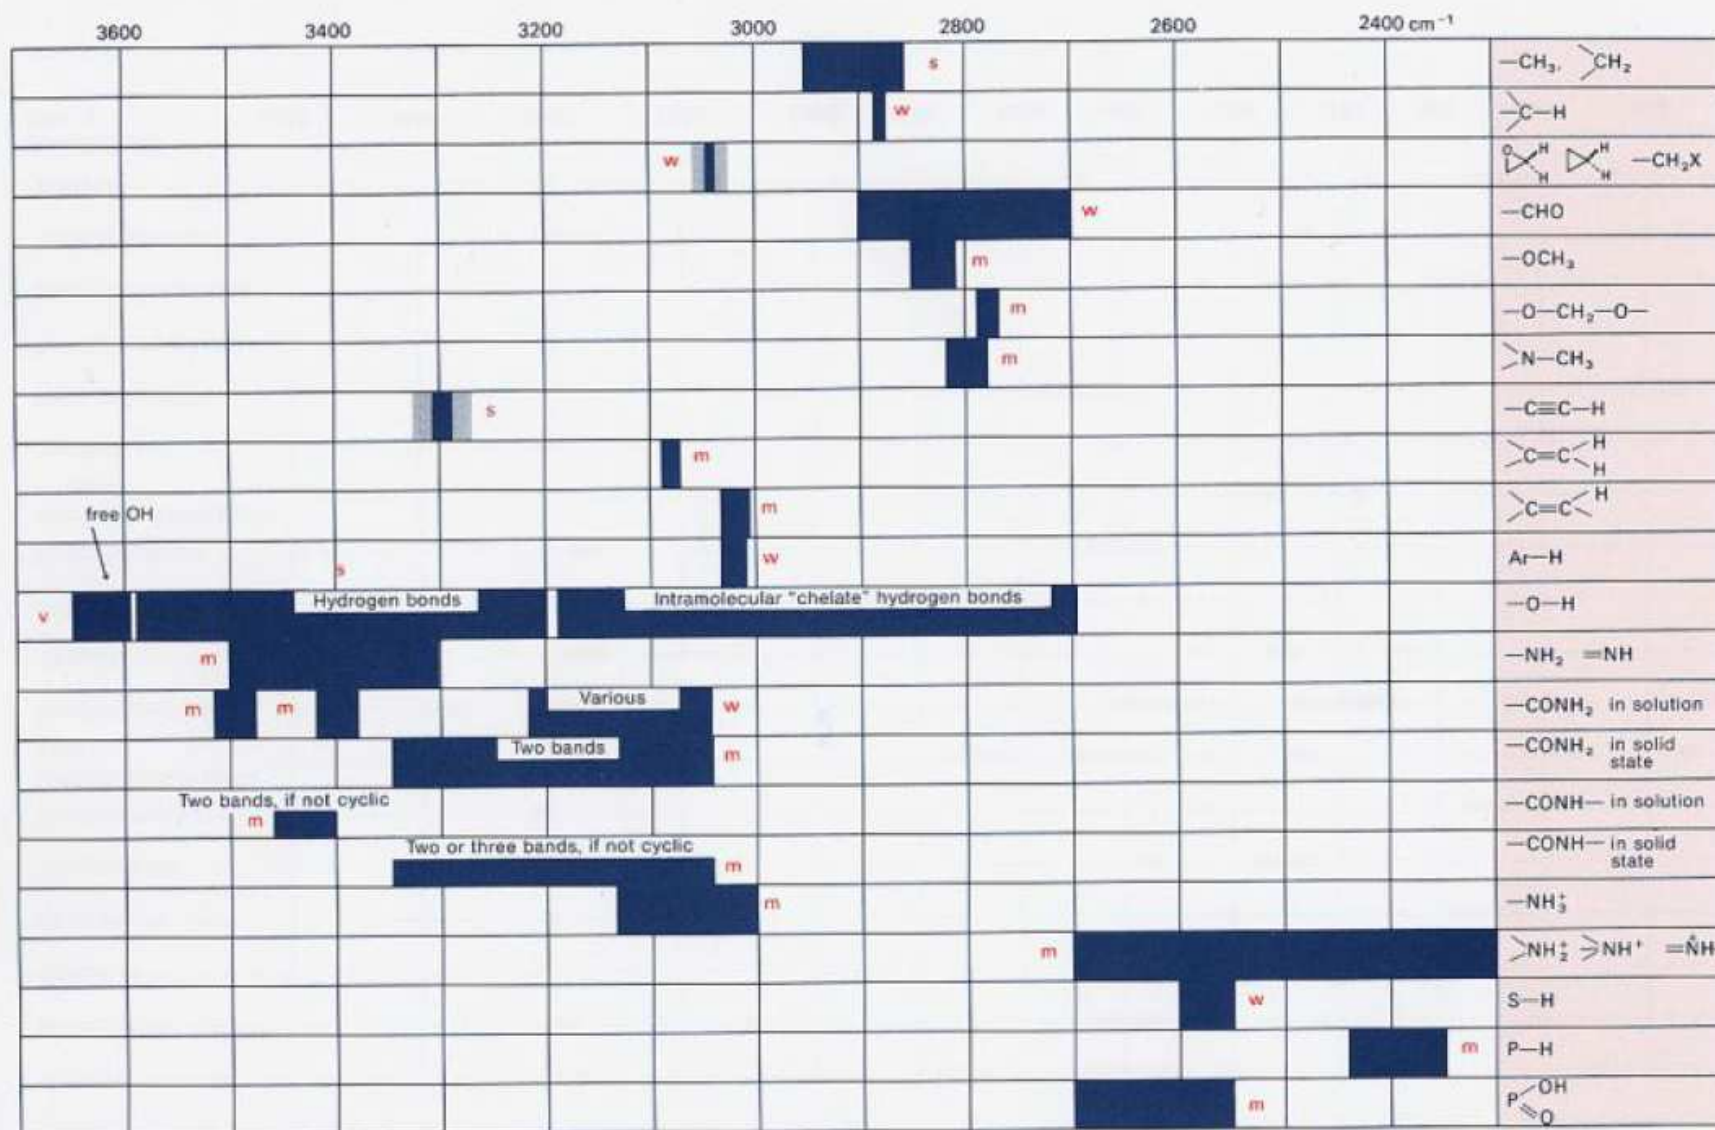 3600 3400 3200 3000 2800 2600 2400 cm⁻¹
s —CH₃, >CH₂
w —C—H
w O H H H H —CH₂X
w —CHO
m —OCH₃
m —O—CH₂—O—
m >N—CH₃
s —C≡C—H
m C=C H H
free OH m C=C H
s w Ar—H
v Hydrogen bonds Intramolecular "chelate" hydrogen bonds —O—H
m —NH₂ =NH
m m Various w —CONH₂ in solution
Two bands m —CONH₂ in solid
state
Two bands, if not cyclic —CONH— in solution
m
Two or three bands, if not cyclic m —CONH— in solid
state
m —NH₃⁺
m >NH₂⁺ ⪖NH⁺ =N⁺H
w S—H
m P—H
m P OH
O